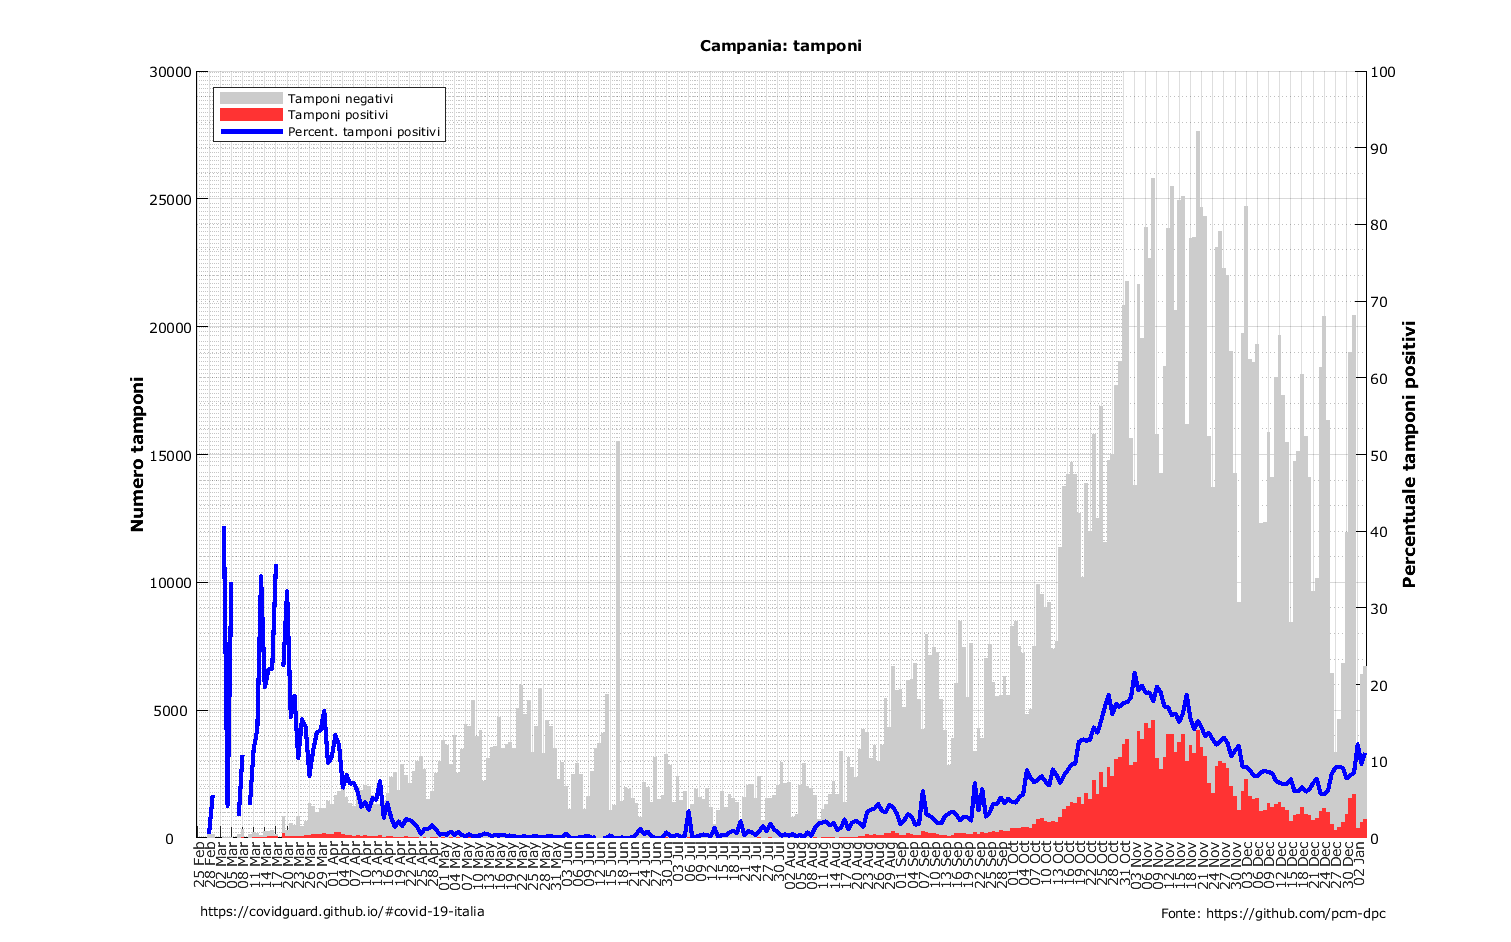 Campania: tamponi
Tamponi negativi
Tamponi positivi
Percent. tamponi positivi
Numero tamponi
30000
25000
20000
15000
10000
5000
0
Percentuale tamponi positivi
100
90
80
70
60
50
40
30
20
10
0
25 Feb
28 Feb
02 Mar
05 Mar
08 Mar
11 Mar
14 Mar
17 Mar
20 Mar
23 Mar
26 Mar
29 Mar
01 Apr
04 Apr
07 Apr
10 Apr
13 Apr
16 Apr
19 Apr
22 Apr
25 Apr
28 Apr
01 May
04 May
07 May
10 May
13 May
16 May
19 May
22 May
25 May
28 May
31 May
03 Jun
06 Jun
09 Jun
12 Jun
15 Jun
18 Jun
21 Jun
24 Jun
27 Jun
30 Jun
03 Jul
06 Jul
09 Jul
12 Jul
15 Jul
18 Jul
21 Jul
24 Jul
27 Jul
30 Jul
02 Aug
05 Aug
08 Aug
11 Aug
14 Aug
17 Aug
20 Aug
23 Aug
26 Aug
29 Aug
01 Sep
04 Sep
07 Sep
10 Sep
13 Sep
16 Sep
19 Sep
22 Sep
25 Sep
28 Sep
01 Oct
04 Oct
07 Oct
10 Oct
13 Oct
16 Oct
19 Oct
22 Oct
25 Oct
28 Oct
31 Oct
03 Nov
06 Nov
09 Nov
12 Nov
15 Nov
18 Nov
21 Nov
24 Nov
27 Nov
30 Nov
03 Dec
06 Dec
09 Dec
12 Dec
15 Dec
18 Dec
21 Dec
24 Dec
27 Dec
30 Dec
02 Jan
https://covidguard.github.io/#covid-19-italia
Fonte: https://github.com/pcm-dpc